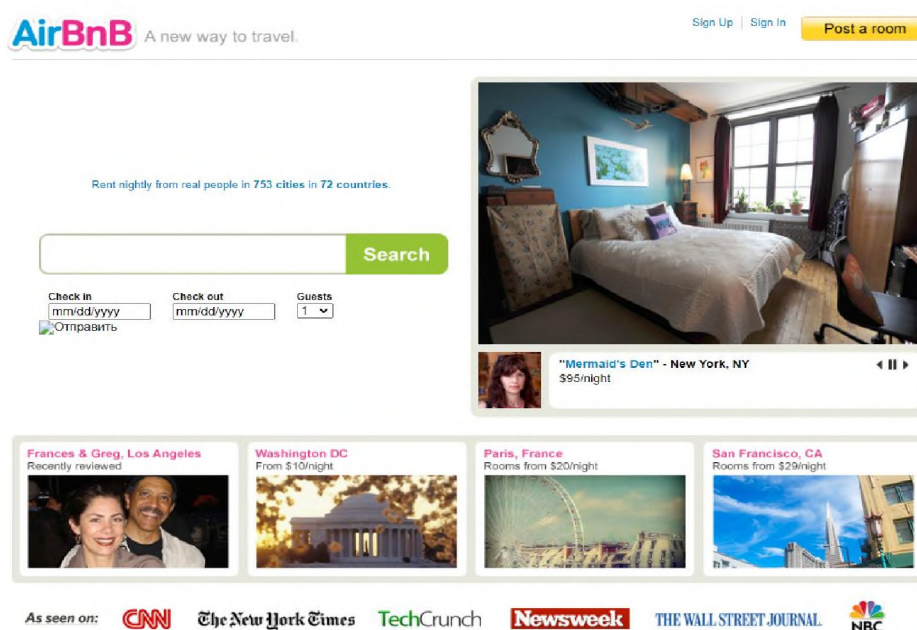 AirBnB A new way to travel.
Sign Up | Sign In Post a room
Rent nightly from real people in 753 cities in 72 countries.
Search
Check in Check out Guests
mm/dd/yyyy mm/dd/yyyy 1
Отправить
"Mermaid's Den" - New York, NY
$95/night
Frances & Greg, Los Angeles
Recently reviewed
Washington DC
From $10/night
Paris, France
Rooms from $20/night
San Francisco, CA
Rooms from $29/night
As seen on: CNN The New York Times TechCrunch Newsweek THE WALL STREET JOURNAL. NBC